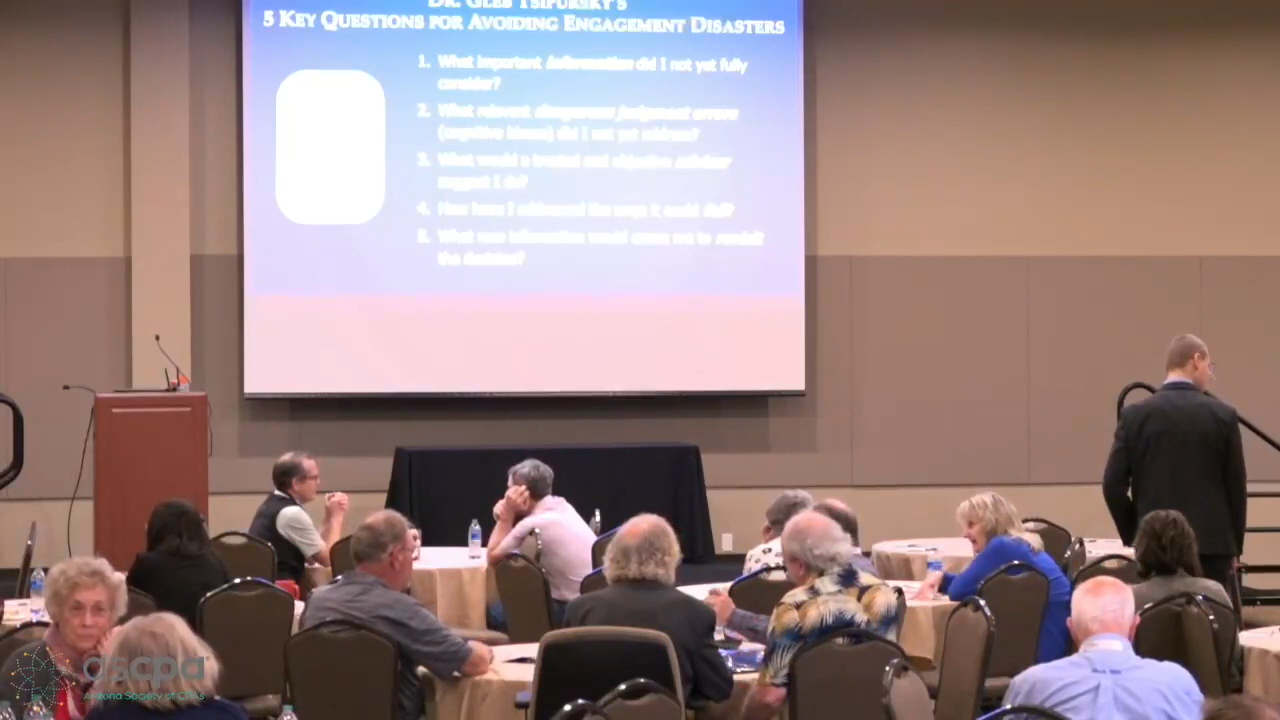 DR. GLEB TSIPURSKY'S
5 KEY QUESTIONS FOR AVOIDING ENGAGEMENT DISASTERS
1. What important information did I not yet fully
consider?
2. What relevant dangerous judgment errors
(cognitive biases) did I not yet address?
3. What would a trusted and objective advisor
suggest I do?
4. How have I addressed the ways it could fail?
5. What new information would cause me to revisit
the decision?
ascpa
Arizona Society of CPAs